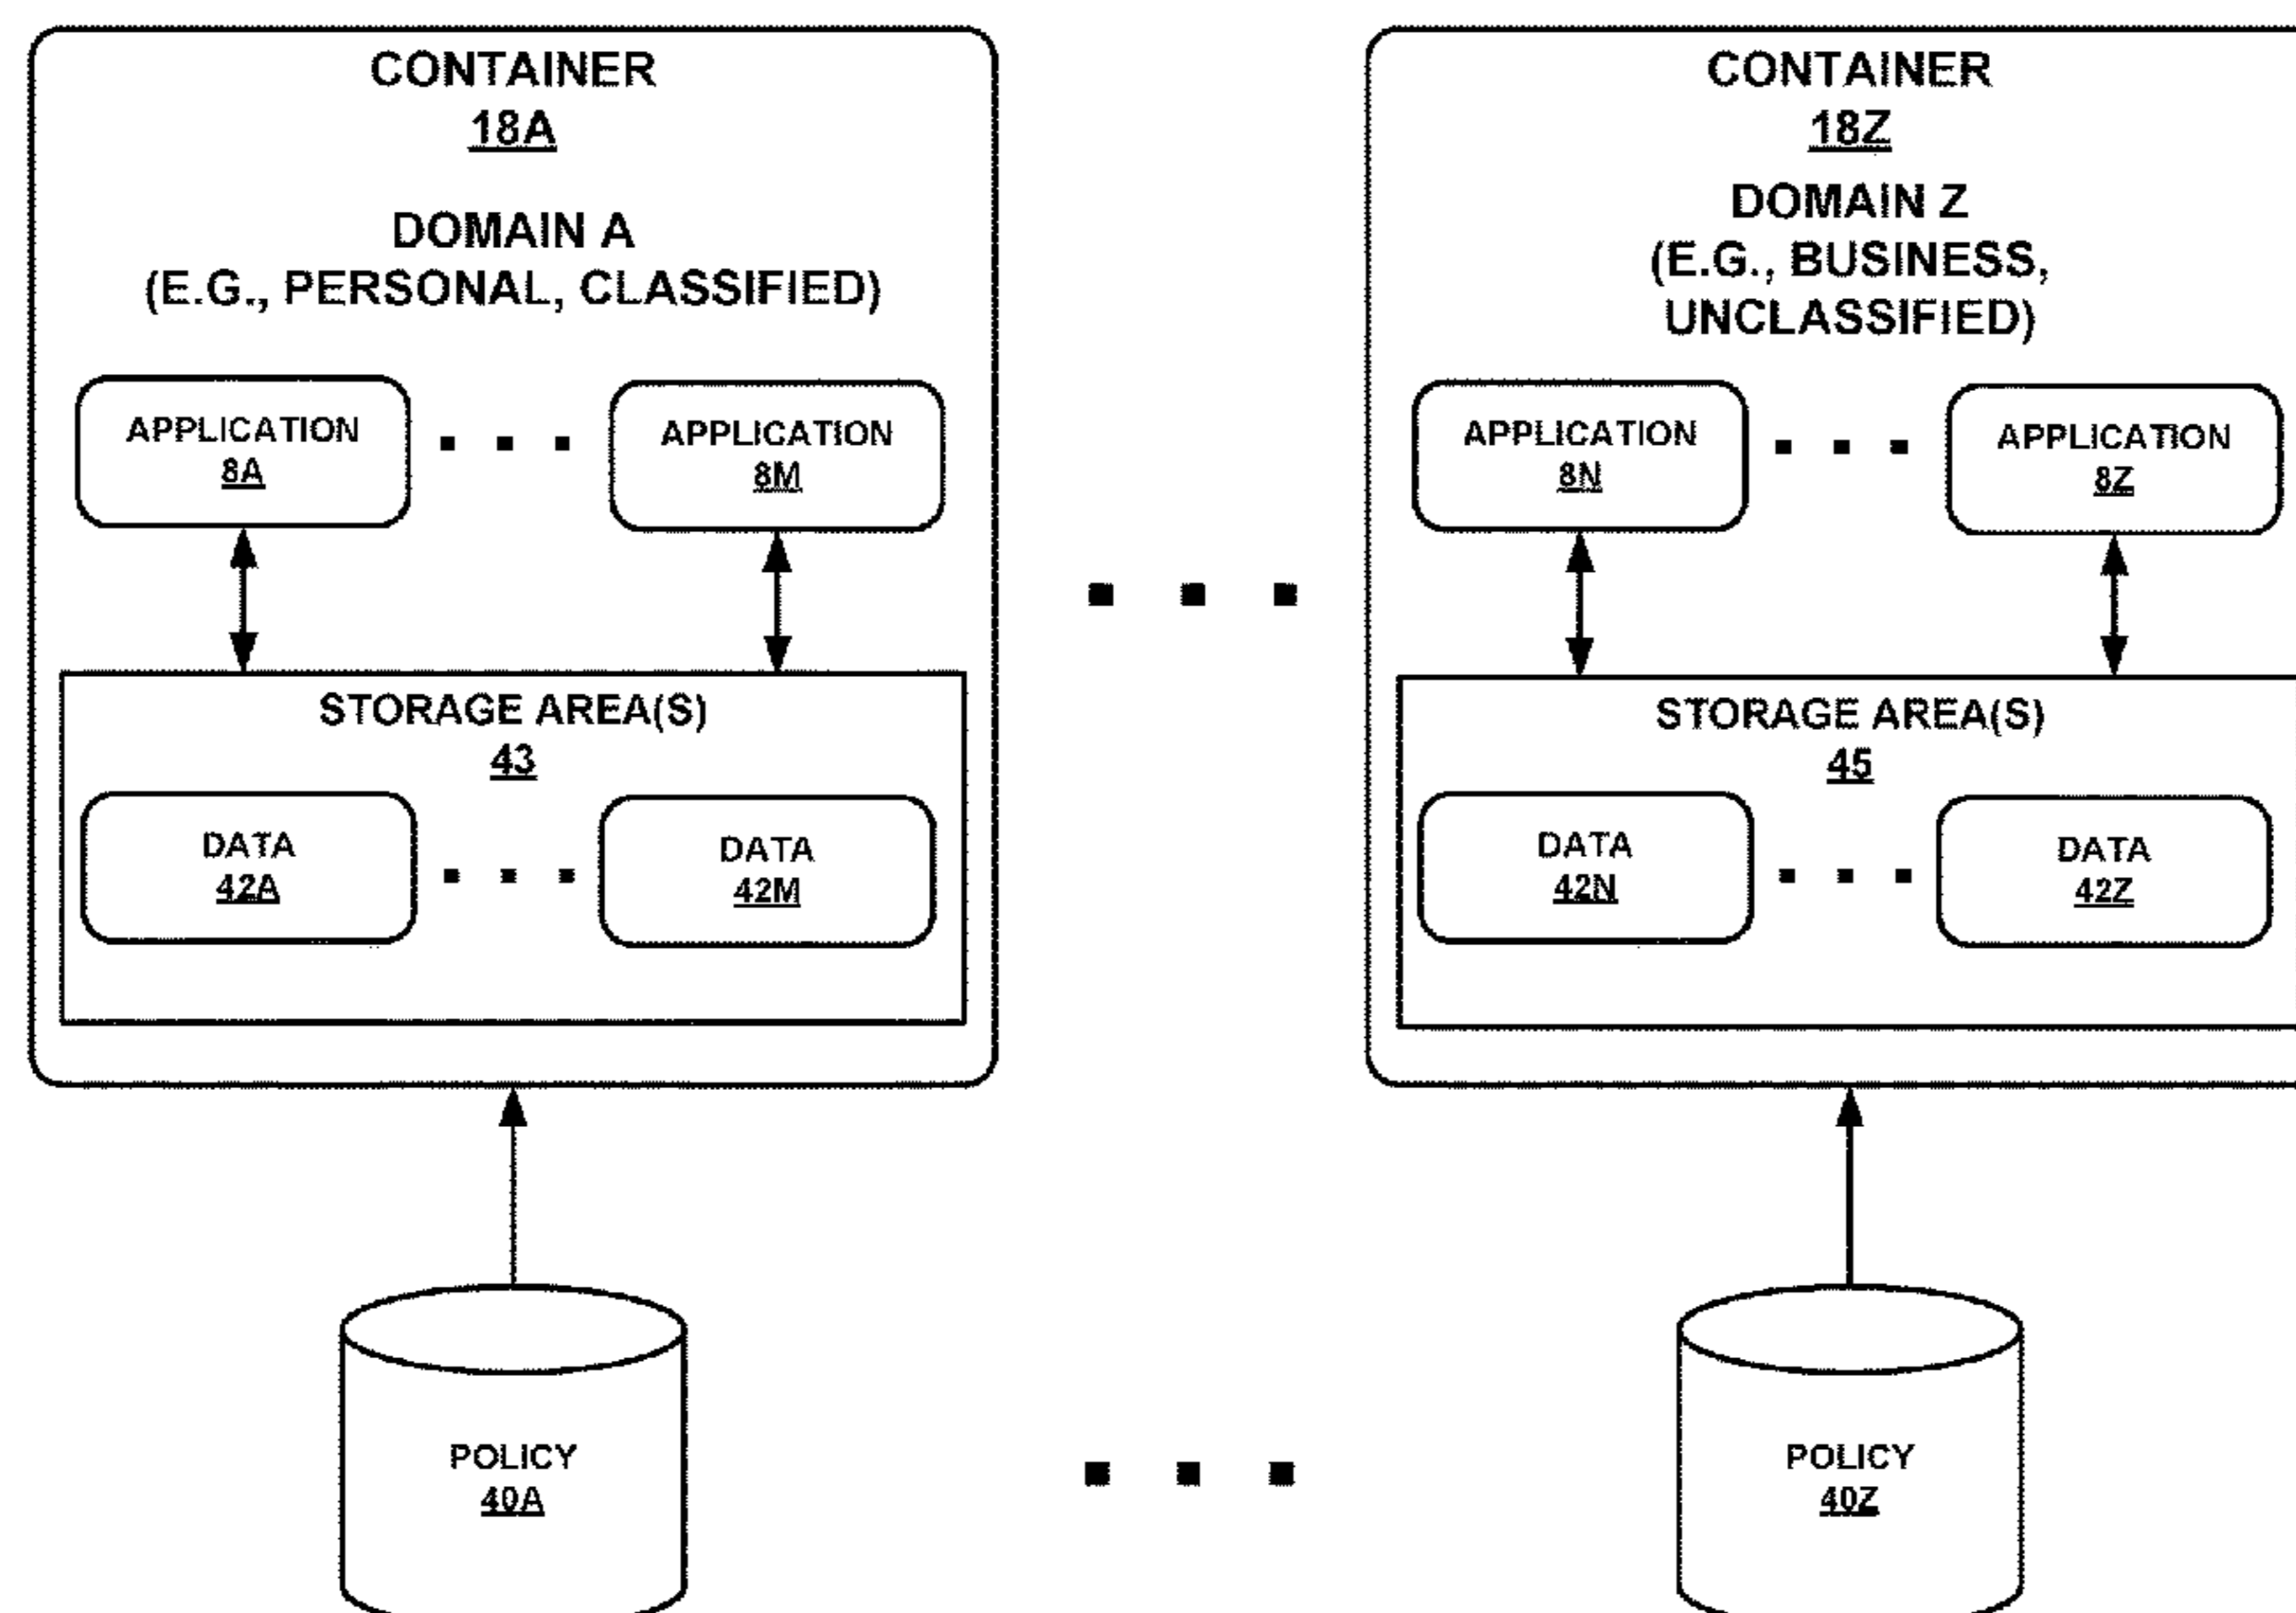 CONTAINER
18A
DOMAIN A
(E.G., PERSONAL, CLASSIFIED)
APPLICATION
8A
APPLICATION
8M
STORAGE AREA(S)
43
DATA
42A
DATA
42M
POLICY
40A
CONTAINER
18Z
DOMAIN Z
(E.G., BUSINESS,
UNCLASSIFIED)
APPLICATION
8N
APPLICATION
8Z
STORAGE AREA(S)
45
DATA
42N
DATA
42Z
POLICY
40Z